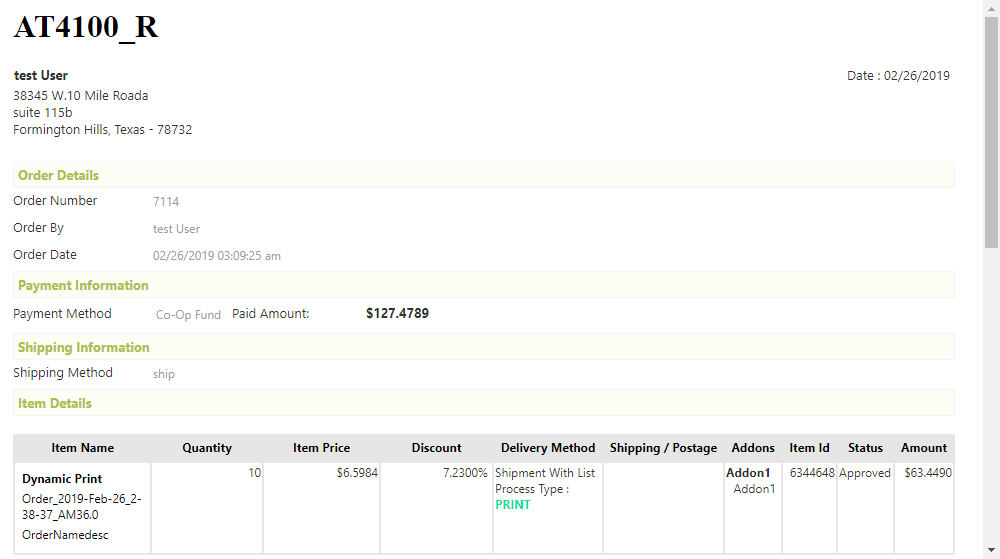 AT4100_R
test User
Date : 02/26/2019
38345 W.10 Mile Roada
suite 115b
Formington Hills, Texas - 78732
Order Details
Order Number 7114
Order By test User
Order Date 02/26/2019 03:09:25 am
Payment Information
Payment Method Co-Op Fund Paid Amount: $127.4789
Shipping Information
Shipping Method ship
Item Details
Item Name Quantity Item Price Discount Delivery Method Shipping / Postage Addons Item Id Status Amount
Dynamic Print 10 $6.5984 7.2300% Shipment With List Addon1 6344648 Approved $63.4490
Order_2019-Feb-26_2- Process Type : Addon1
38-37_AM36.0 PRINT
OrderNamedesc